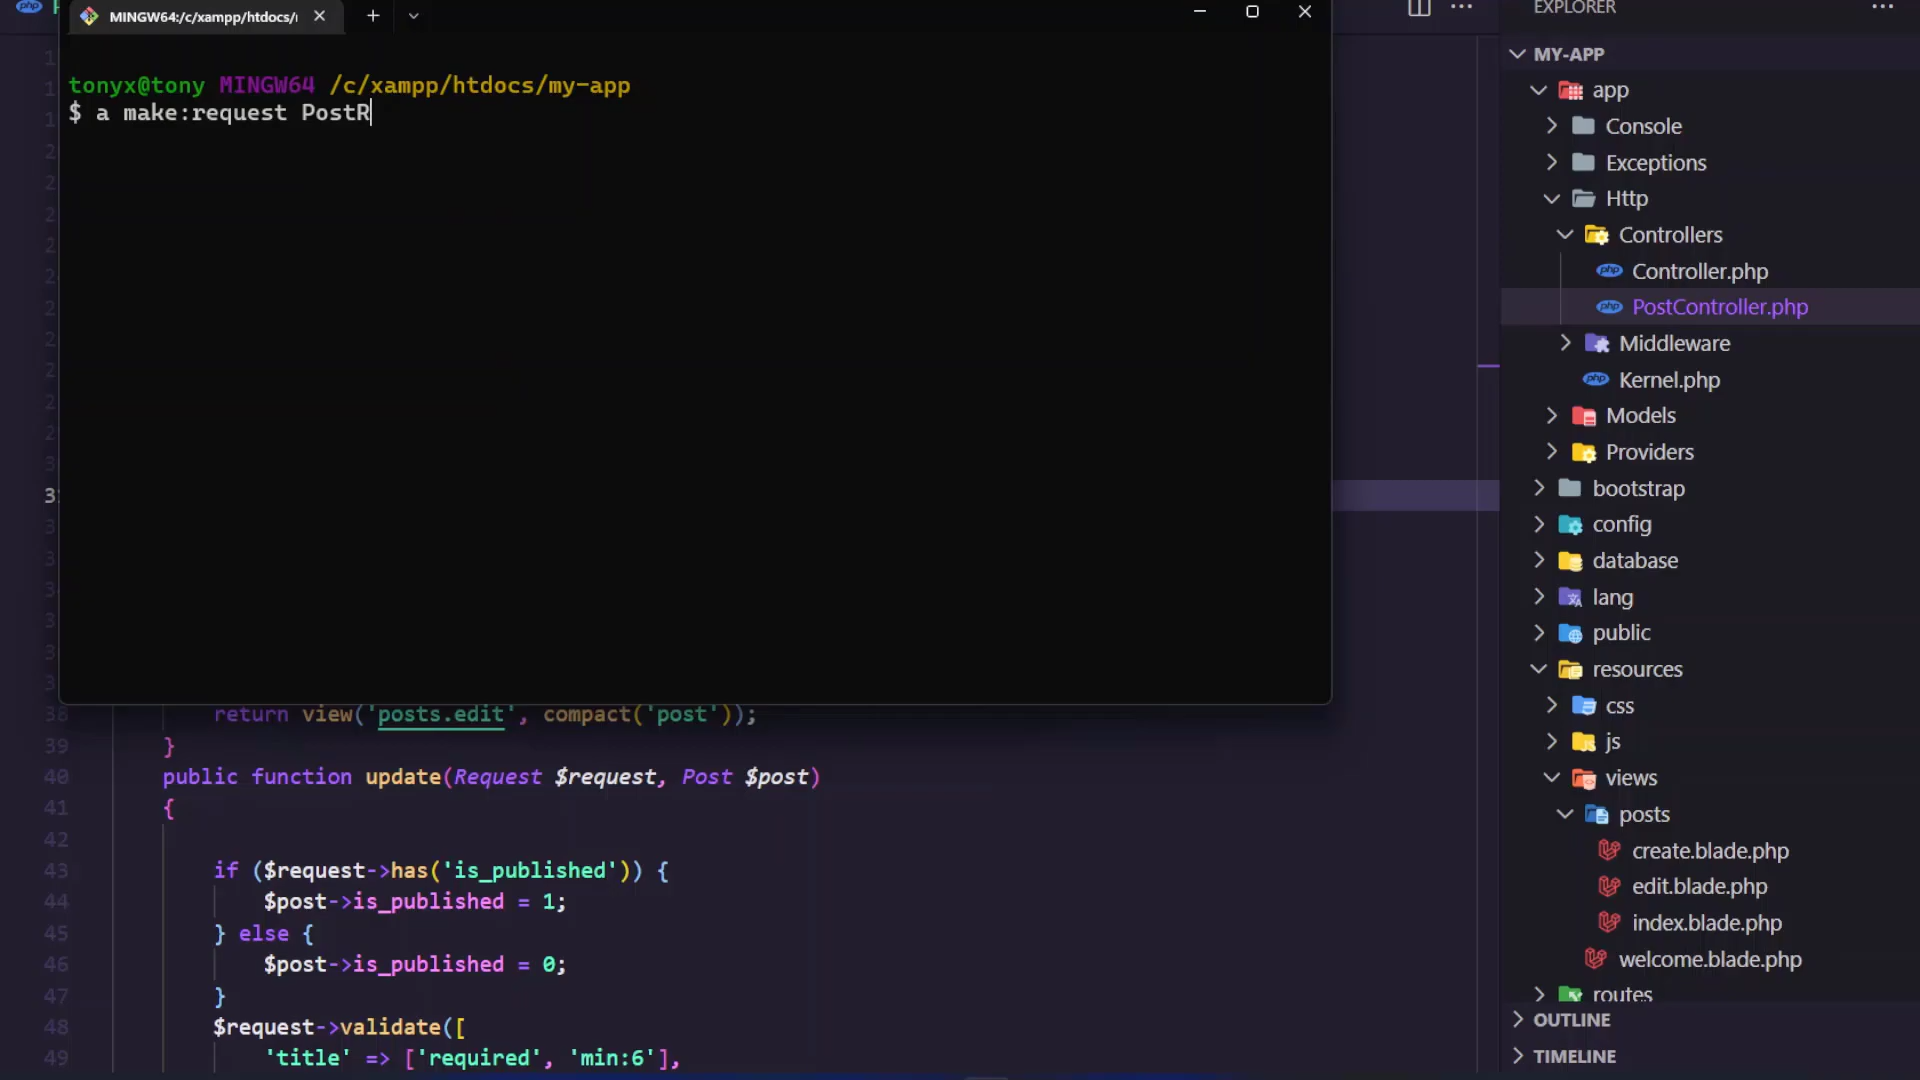 MINGW64:/c/xampp/htdocs/
tonyx@tony MINGW64 /c/xampp/htdocs/my-app
$ a make:request PostR
38 return view('posts.edit', compact('post'));
39 }
40 public function update(Request $request, Post $post)
41 {
42
43 if ($request->has('is_published')) {
44 $post->is_published = 1;
45 } else {
46 $post->is_published = 0;
47 }
48 $request->validate([
49 'title' => ['required', 'min:6'],
EXPLORER
MY-APP
app
Console
Exceptions
Http
Controllers
php Controller.php
php PostController.php
Middleware
php Kernel.php
Models
Providers
bootstrap
config
database
lang
public
resources
css
js
views
posts
create.blade.php
edit.blade.php
index.blade.php
welcome.blade.php
routes
OUTLINE
TIMELINE